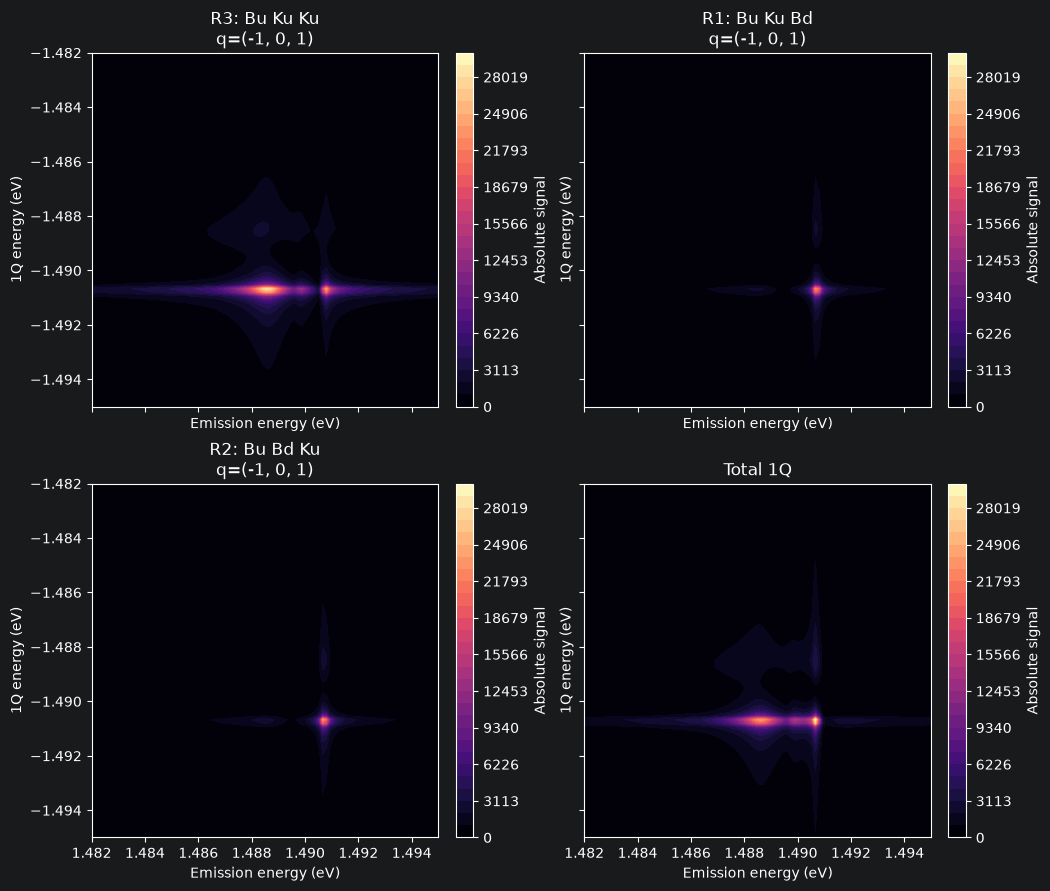 R3: Bu Ku Ku
q=(-1, 0, 1)
−1.482
−1.484
−1.486
−1.488
−1.490
−1.492
−1.494
1Q energy (eV)
Emission energy (eV)
28019
24906
21793
18679
15566
12453
9340
6226
3113
0
Absolute signal
R1: Bu Ku Bd
q=(-1, 0, 1)
1Q energy (eV)
Emission energy (eV)
28019
24906
21793
18679
15566
12453
9340
6226
3113
0
Absolute signal
R2: Bu Bd Ku
q=(-1, 0, 1)
−1.482
−1.484
−1.486
−1.488
−1.490
−1.492
−1.494
1Q energy (eV)
1.482 1.484 1.486 1.488 1.490 1.492 1.494
Emission energy (eV)
28019
24906
21793
18679
15566
12453
9340
6226
3113
0
Absolute signal
Total 1Q
1Q energy (eV)
1.482 1.484 1.486 1.488 1.490 1.492 1.494
Emission energy (eV)
28019
24906
21793
18679
15566
12453
9340
6226
3113
0
Absolute signal